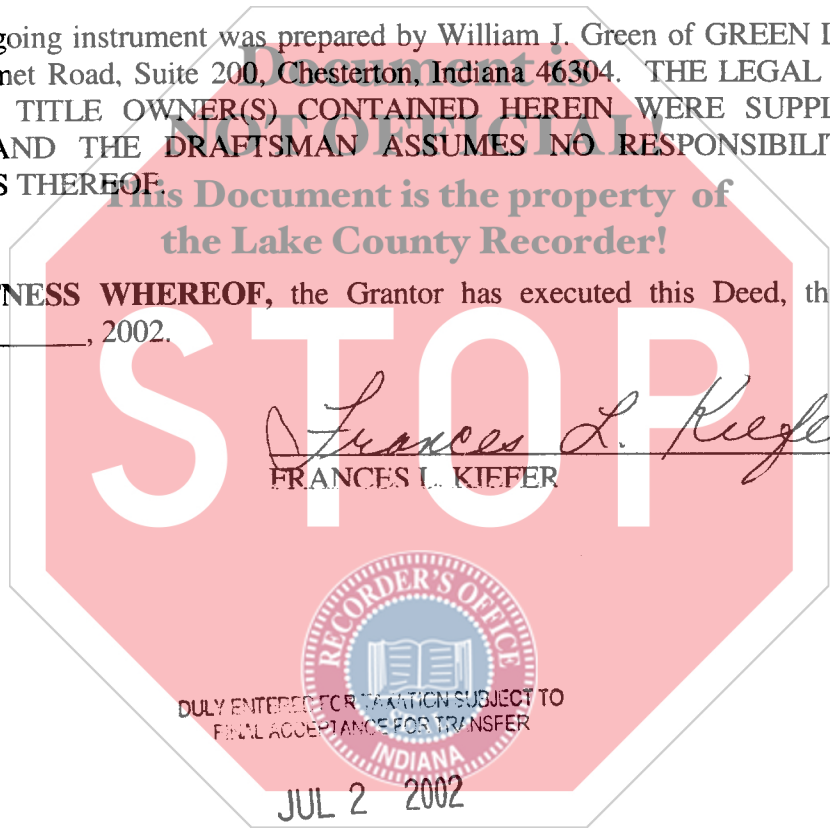 going instrument was prepared by William J. Green of GREEN L
net Road, Suite 200, Chesterton, Indiana 46304. THE LEGAL
TITLE OWNER(S) CONTAINED HEREIN WERE SUPPL
AND THE DRAFTSMAN ASSUMES NO RESPONSIBILIT
S THEREOF.
Document is
NOT OFFICIAL!
This Document is the property of
the Lake County Recorder!
NESS WHEREOF, the Grantor has executed this Deed, th
, 2002.
STOP
Frances L. Kiefe
FRANCES L. KIEFER
RECORDER'S OFFICE
INDIANA
DULY ENTERED FOR TAXATION SUBJECT TO
FINAL ACCEPTANCE FOR TRANSFER
JUL 2 2002